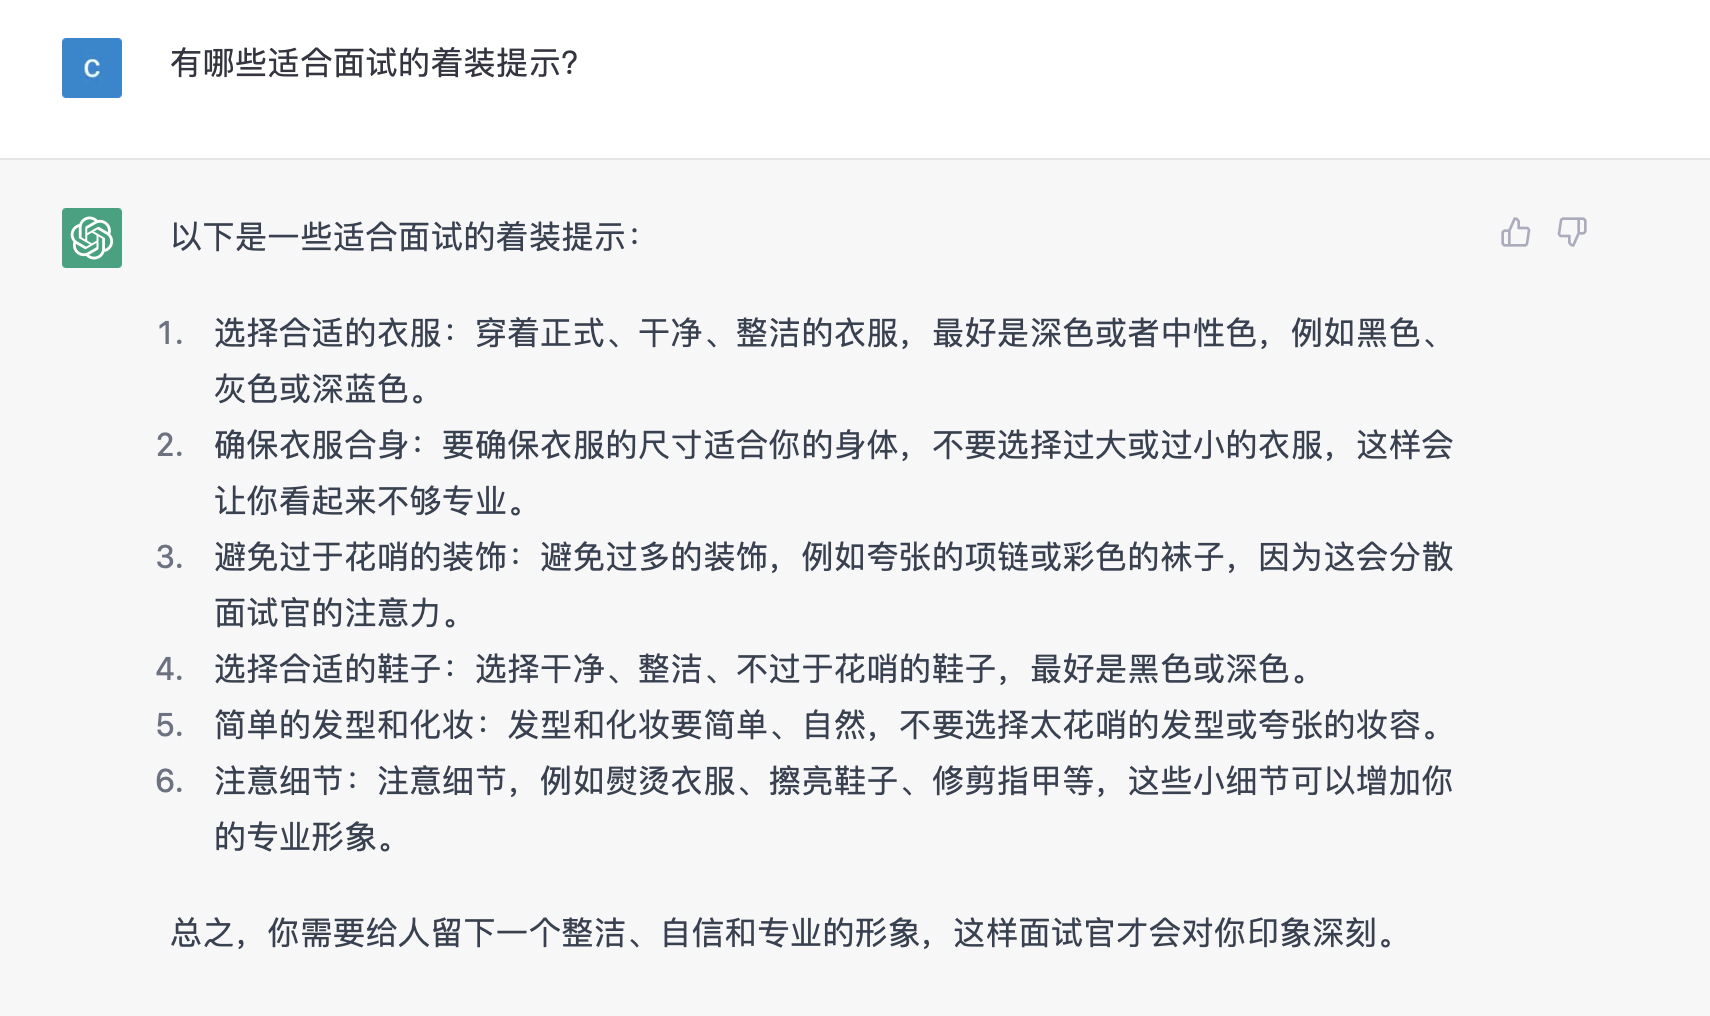 C
有哪些适合面试的着装提示?
以下是一些适合面试的着装提示：
1. 选择合适的衣服：穿着正式、干净、整洁的衣服，最好是深色或者中性色，例如黑色、
灰色或深蓝色。
2. 确保衣服合身：要确保衣服的尺寸适合你的身体，不要选择过大或过小的衣服，这样会
让你看起来不够专业。
3. 避免过于花哨的装饰：避免过多的装饰，例如夸张的项链或彩色的袜子，因为这会分散
面试官的注意力。
4. 选择合适的鞋子：选择干净、整洁、不过于花哨的鞋子，最好是黑色或深色。
5. 简单的发型和化妆：发型和化妆要简单、自然，不要选择太花哨的发型或夸张的妆容。
6. 注意细节：注意细节，例如熨烫衣服、擦亮鞋子、修剪指甲等，这些小细节可以增加你
的专业形象。
总之，你需要给人留下一个整洁、自信和专业的形象，这样面试官才会对你印象深刻。